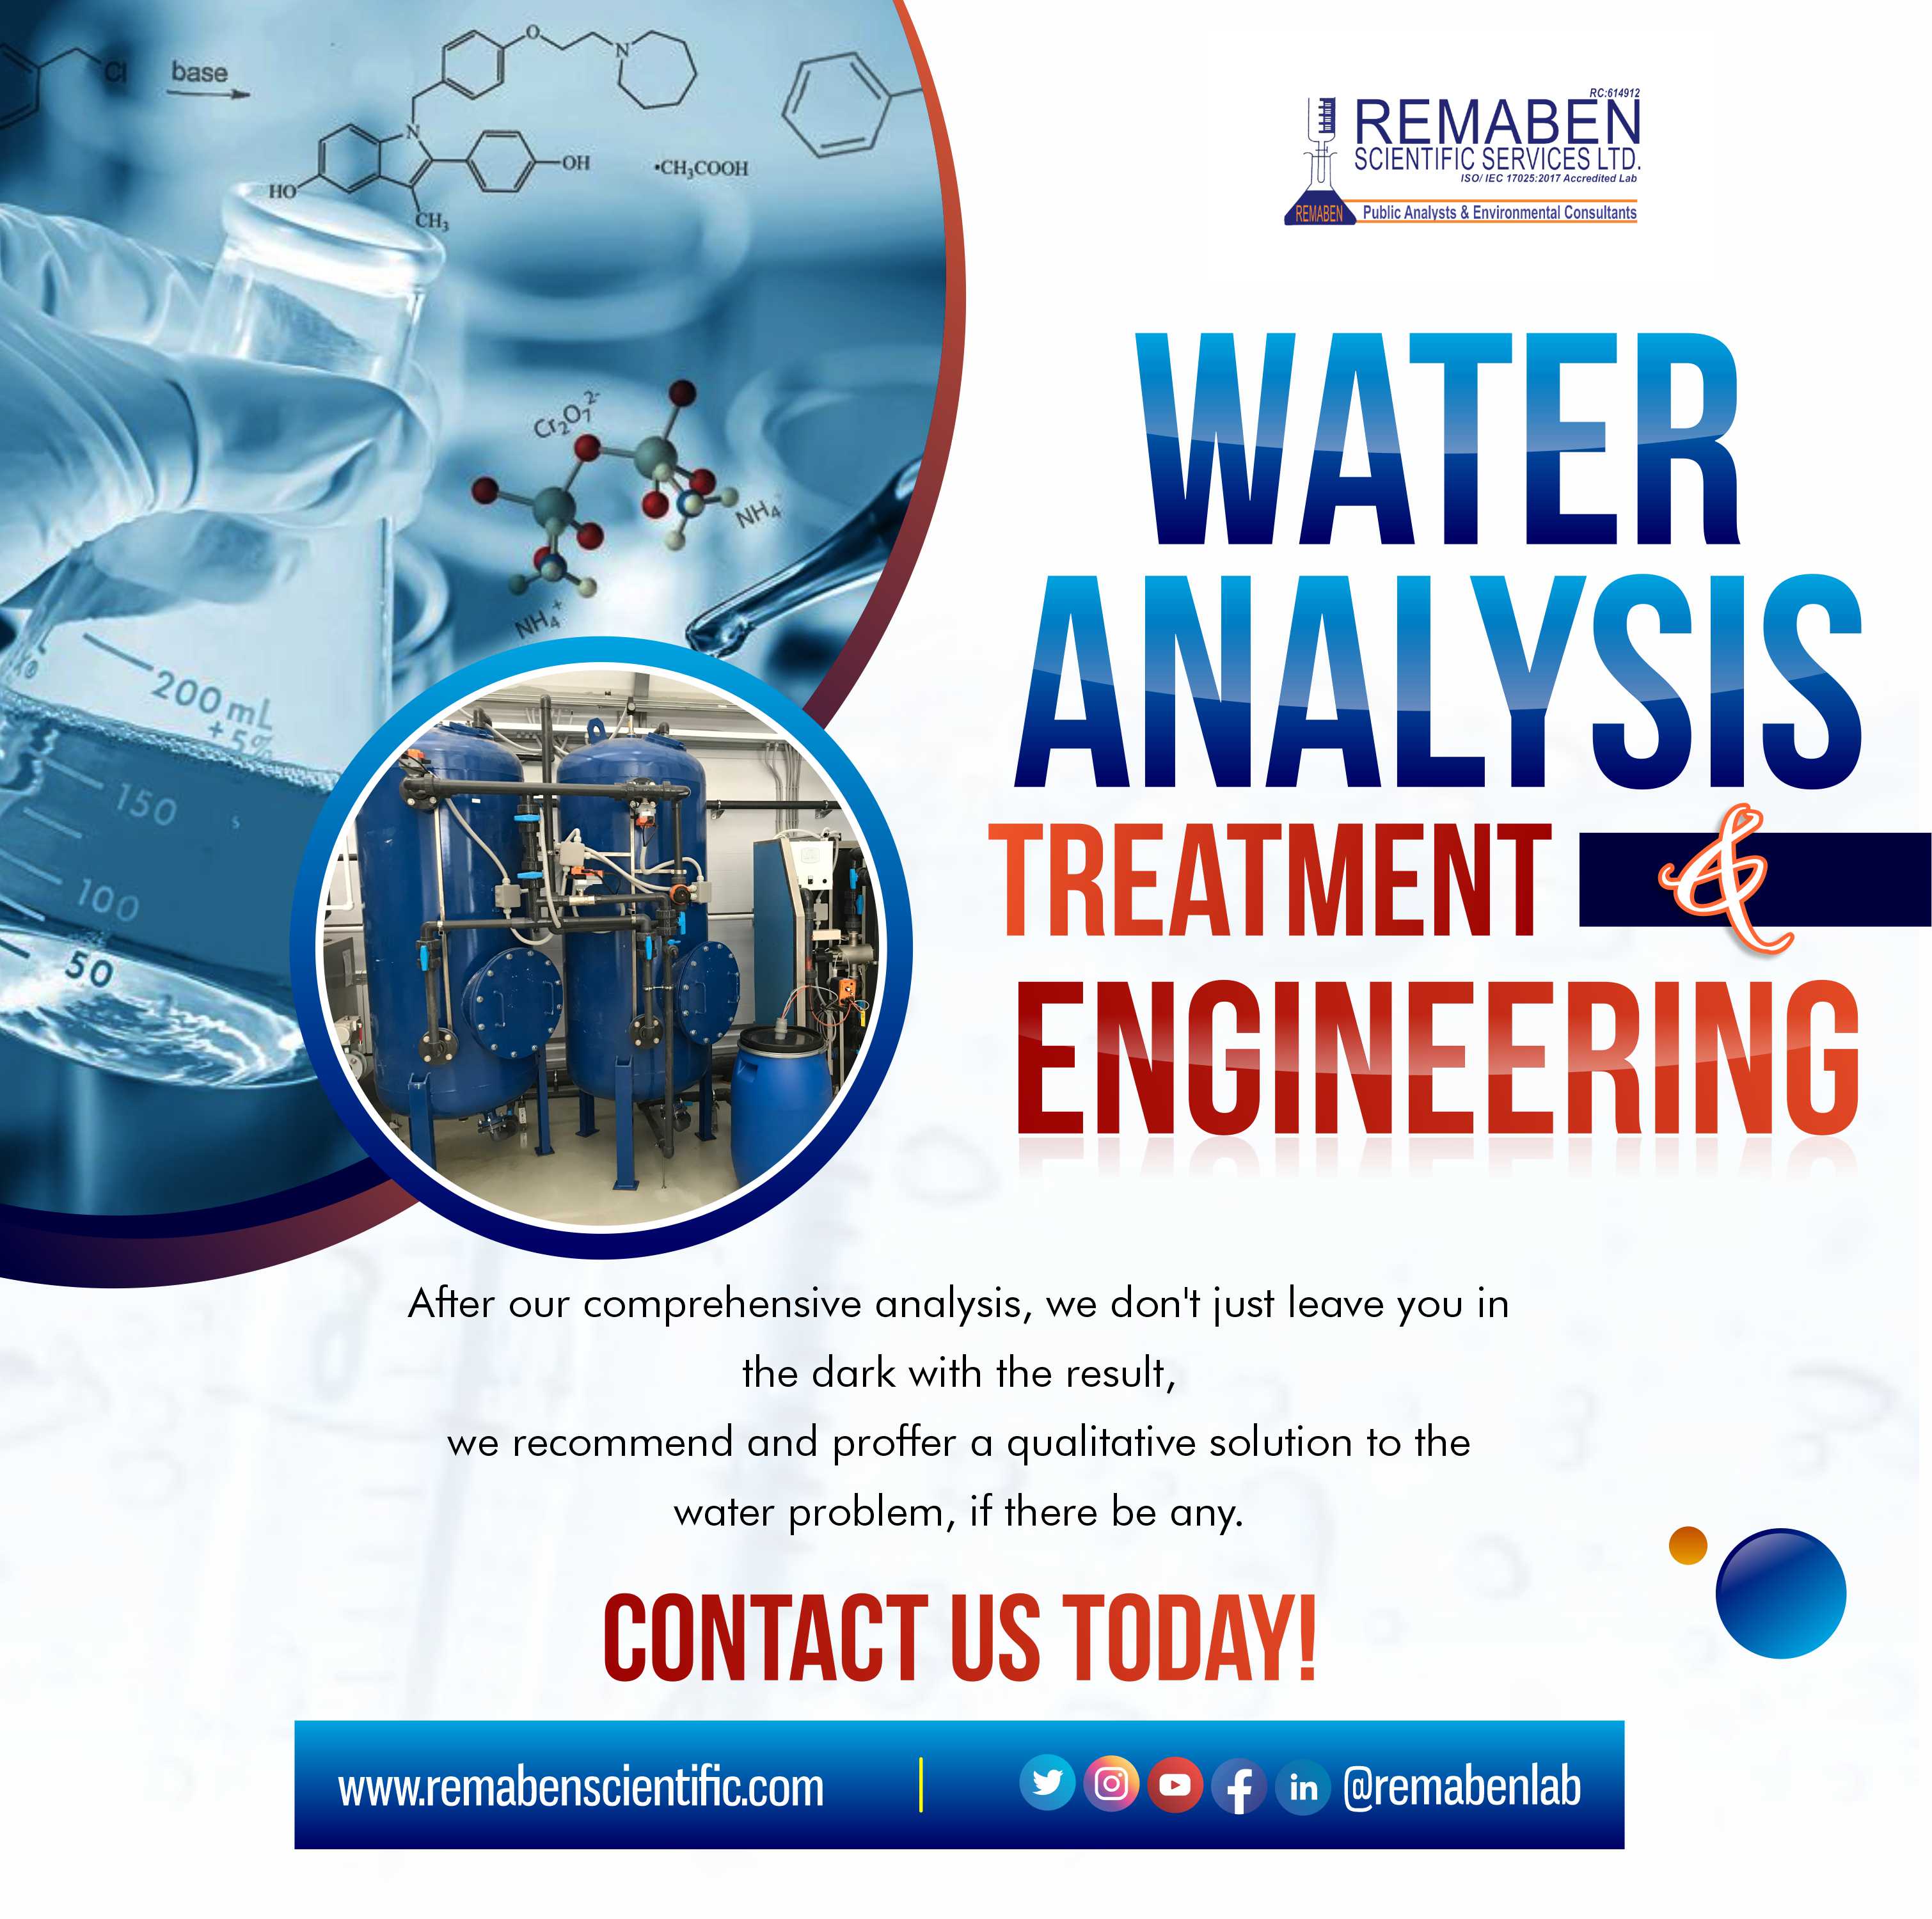 Cl
base
O
N
N
OH
•CH₃COOH
HO
CH₃
Cr₂O₇²⁻
NH₄
NH₄⁺
200 mL
±5%
150
100
50
RC:614912
REMABEN
SCIENTIFIC SERVICES LTD.
ISO/ IEC 17025:2017 Accredited Lab
REMABEN
Public Analysts & Environmental Consultants
WATER
ANALYSIS
TREATMENT &
ENGINEERING
After our comprehensive analysis, we don't just leave you in
the dark with the result,
we recommend and proffer a qualitative solution to the
water problem, if there be any.
CONTACT US TODAY!
www.remabenscientific.com
in @remabenlab